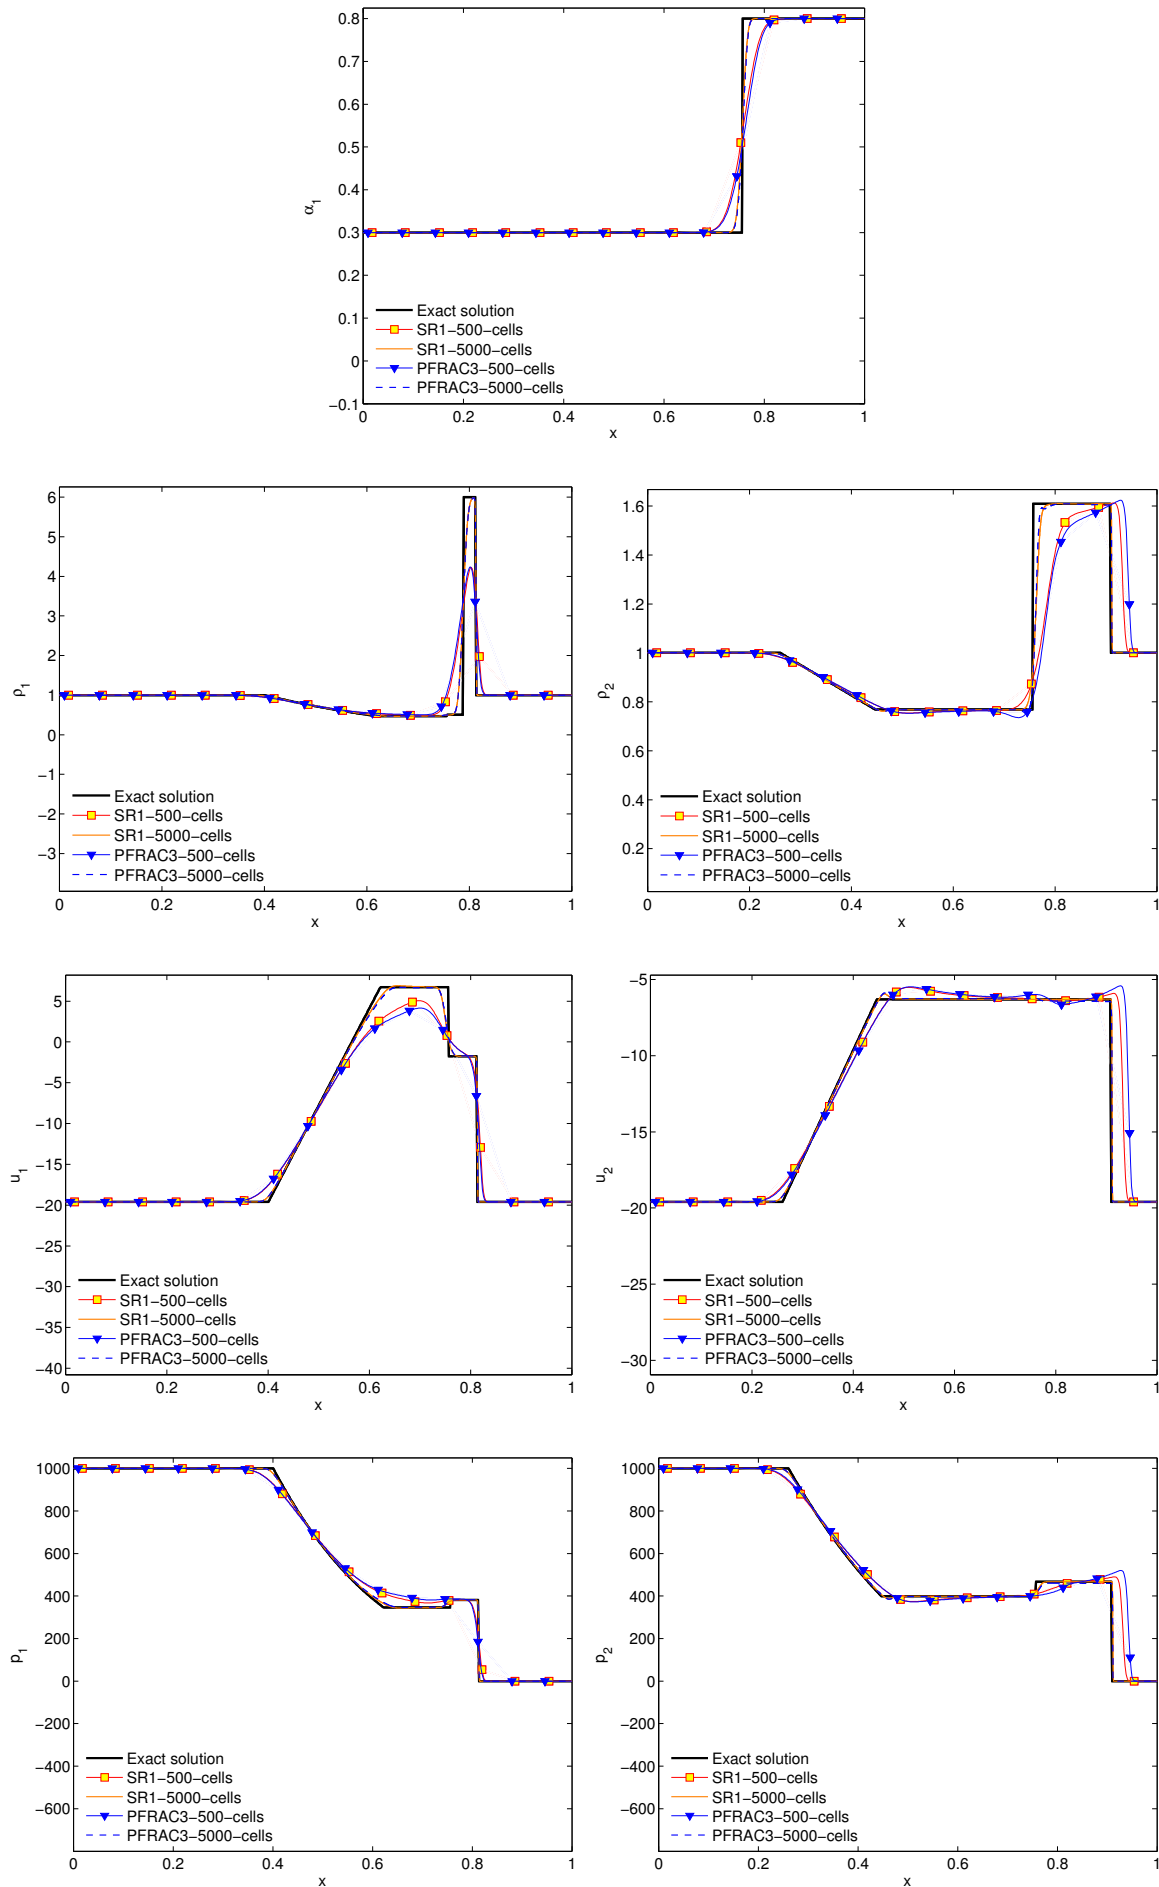 0.8
0.7
0.6
0.5
0.4
0.3
0.2
0.1
0
−0.1
α1
Exact solution
SR1−500−cells
SR1−5000−cells
PFRAC3−500−cells
PFRAC3−5000−cells
0 0.2 0.4 0.6 0.8 1
x
6
5
4
3
2
1
0
−1
−2
−3
ρ1
Exact solution
SR1−500−cells
SR1−5000−cells
PFRAC3−500−cells
PFRAC3−5000−cells
0 0.2 0.4 0.6 0.8 1
x
1.6
1.4
1.2
1
0.8
0.6
0.4
0.2
ρ2
Exact solution
SR1−500−cells
SR1−5000−cells
PFRAC3−500−cells
PFRAC3−5000−cells
0 0.2 0.4 0.6 0.8 1
x
5
0
−5
−10
−15
−20
−25
−30
−35
−40
u1
Exact solution
SR1−500−cells
SR1−5000−cells
PFRAC3−500−cells
PFRAC3−5000−cells
0 0.2 0.4 0.6 0.8 1
x
−5
−10
−15
−20
−25
−30
u2
Exact solution
SR1−500−cells
SR1−5000−cells
PFRAC3−500−cells
PFRAC3−5000−cells
0 0.2 0.4 0.6 0.8 1
x
1000
800
600
400
200
0
−200
−400
−600
p1
Exact solution
SR1−500−cells
SR1−5000−cells
PFRAC3−500−cells
PFRAC3−5000−cells
0 0.2 0.4 0.6 0.8 1
x
1000
800
600
400
200
0
−200
−400
−600
p2
Exact solution
SR1−500−cells
SR1−5000−cells
PFRAC3−500−cells
PFRAC3−5000−cells
0 0.2 0.4 0.6 0.8 1
x